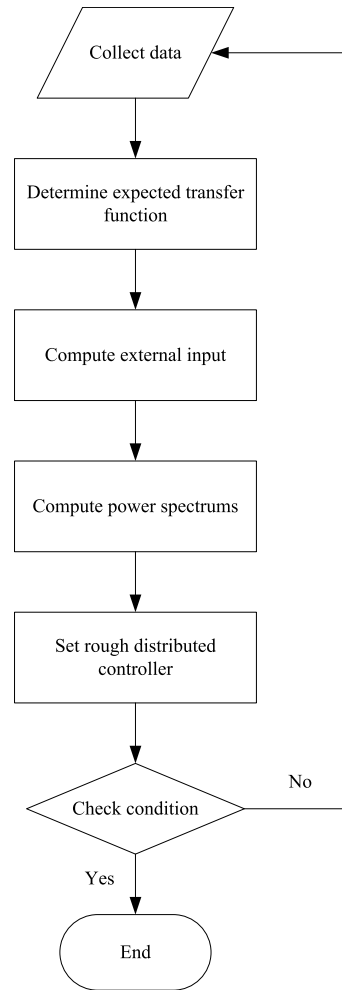 Collect data
Determine expected transfer
function
Compute external input
Compute power spectrums
Set rough distributed
controller
Check condition
No
Yes
End